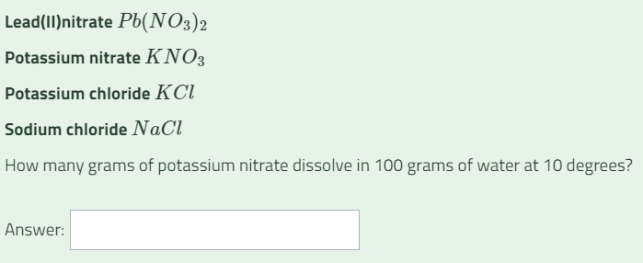 Lead(II)nitrate Pb(NO₃)₂
Potassium nitrate KNO₃
Potassium chloride KCl
Sodium chloride NaCl
How many grams of potassium nitrate dissolve in 100 grams of water at 10 degrees?
Answer: